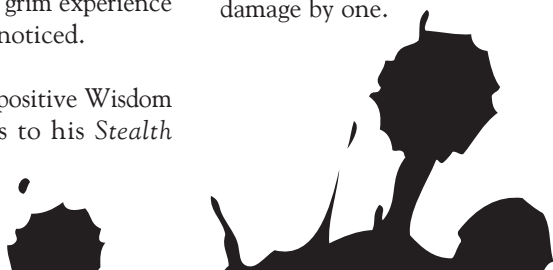 grim experience
noticed.
positive Wisdom
s to his Stealth
damage by one.